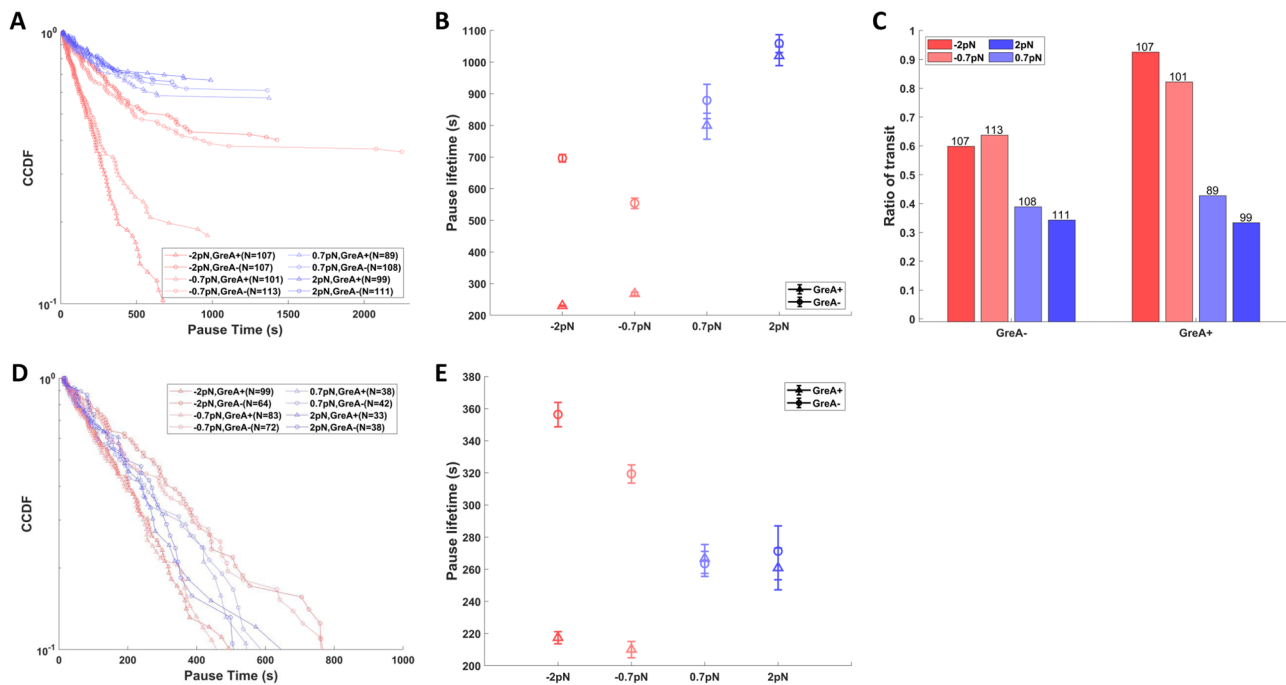 A
10^0
10^-1
CCDF
0
500
1000
1500
2000
Pause Time (s)
-2pN,GreA+(N=107)
-2pN,GreA-(N=107)
-0.7pN,GreA+(N=101)
-0.7pN,GreA-(N=113)
0.7pN,GreA+(N=89)
0.7pN,GreA-(N=108)
2pN,GreA+(N=99)
2pN,GreA-(N=111)
B
1100
1000
900
800
700
600
500
400
300
200
Pause lifetime (s)
-2pN
-0.7pN
0.7pN
2pN
GreA+
GreA-
C
1
0.9
0.8
0.7
0.6
0.5
0.4
0.3
0.2
0.1
0
Ratio of transit
-2pN
-0.7pN
2pN
0.7pN
107
113
108
111
107
101
89
99
GreA-
GreA+
D
10^0
10^-1
CCDF
0
200
400
600
800
1000
Pause Time (s)
-2pN,GreA+(N=99)
-2pN,GreA-(N=64)
-0.7pN,GreA+(N=83)
-0.7pN,GreA-(N=72)
0.7pN,GreA+(N=38)
0.7pN,GreA-(N=42)
2pN,GreA+(N=33)
2pN,GreA-(N=38)
E
380
360
340
320
300
280
260
240
220
200
Pause lifetime (s)
-2pN
-0.7pN
0.7pN
2pN
GreA+
GreA-